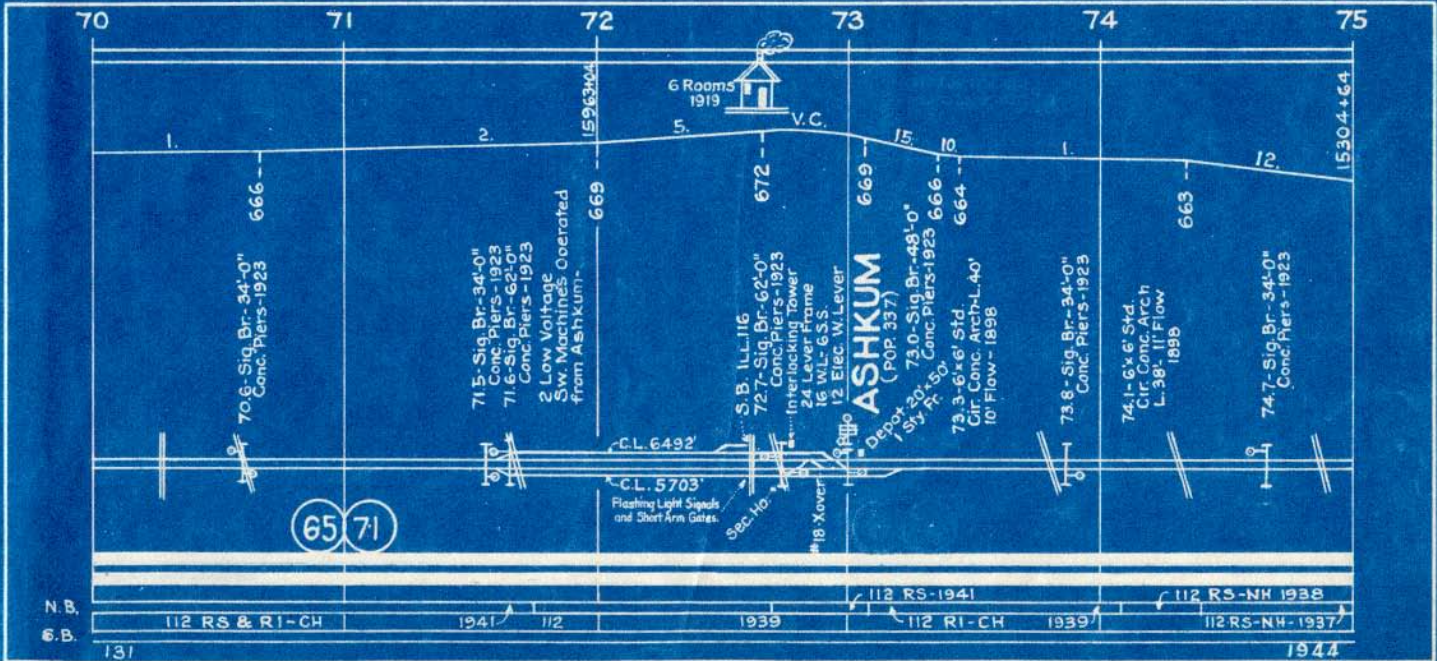 70 71 72 73 74 75
6 Rooms
1919
15963+04
15304+64
V.C.
1. 2. 5. 15. 10. 1. 12.
666
669
672
669
666
664
663
70.6-Sig. Br.-34'-0"
Conc. Piers-1923
71.5-Sig. Br.-34'-0"
Conc. Piers-1923
71.6-Sig. Br.-62'-0"
Conc. Piers-1923
2 Low Voltage
Sw. Machines Operated
from Ashkum-
S.B. ILL.116
72.7-Sig. Br.-62'-0"
Conc. Piers-1923
Interlocking Tower
24 Lever Frame
16 W.L-6 S.S.
12 Elec. W. Lever
ASHKUM
(POP. 337)
73.0-Sig. Br.-48'-0"
Conc. Piers-1923
Depot 20'-50'
1 Sty Fr.
73.3-6'x6' Std.
Cir. Conc. Arch-L.40'
10' Flow-1898
73.8-Sig. Br.-34'-0"
Conc. Piers-1923
74.1-6'x6' Std.
Cir. Conc. Arch
L.38'-11' Flow
1898
74.7-Sig. Br.-34'-0"
Conc. Piers-1923
C.L. 6492'
C.L. 5703'
Flashing Light Signals
and Short Arm Gates.
Sec. Ho.
#18 Xover
65 71
N.B. 112 RS-1941 112 RS-NH 1938
112 RS & RI-CH 1941 112 1939 112 RI-CH 1939 112-RS-NH-1937
S.B.
131 1944